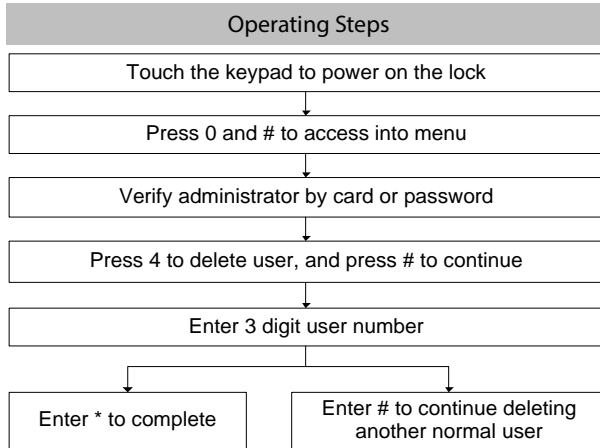 Operating Steps
Touch the keypad to power on the lock
Press 0 and # to access into menu
Verify administrator by card or password
Press 4 to delete user, and press # to continue
Enter 3 digit user number
Enter * to complete
Enter # to continue deleting
another normal user